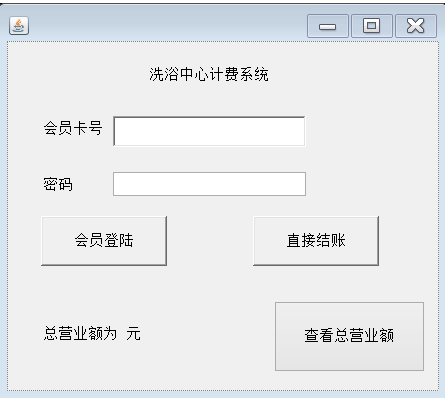 洗浴中心计费系统
会员卡号
密码
会员登陆
直接结账
总营业额为 元
查看总营业额